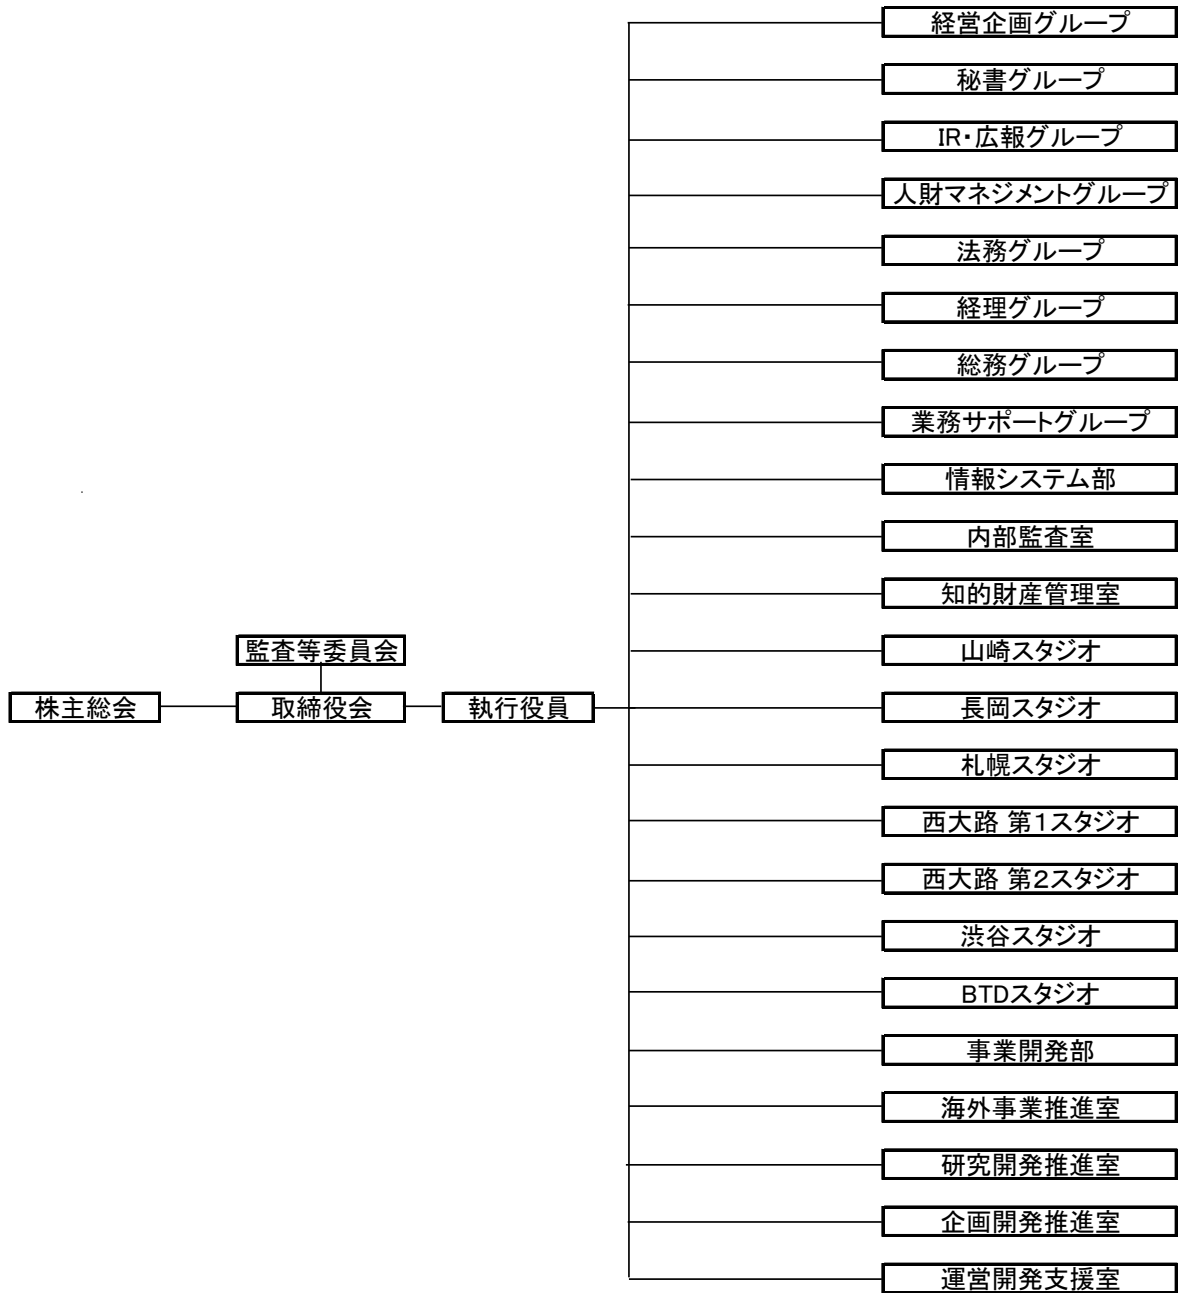 経営企画グループ
秘書グループ
IR・広報グループ
人財マネジメントグループ
法務グループ
経理グループ
総務グループ
業務サポートグループ
情報システム部
内部監査室
知的財産管理室
監査等委員会
山崎スタジオ
株主総会
取締役会
執行役員
長岡スタジオ
札幌スタジオ
西大路 第1スタジオ
西大路 第2スタジオ
渋谷スタジオ
BTDスタジオ
事業開発部
海外事業推進室
研究開発推進室
企画開発推進室
運営開発支援室